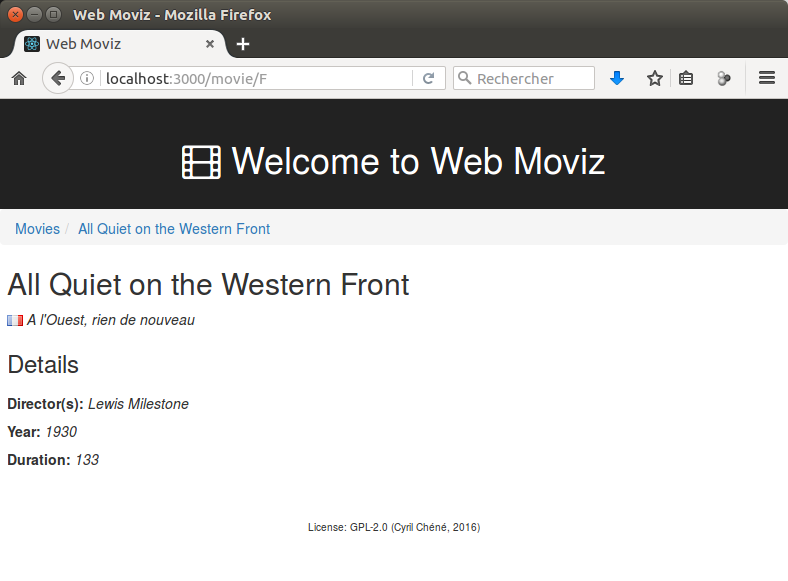 Web Moviz - Mozilla Firefox
Web Moviz
localhost:3000/movie/F
Rechercher
Welcome to Web Moviz
Movies / All Quiet on the Western Front
All Quiet on the Western Front
A l'Ouest, rien de nouveau
Details
Director(s): Lewis Milestone
Year: 1930
Duration: 133
License: GPL-2.0 (Cyril Chéné, 2016)